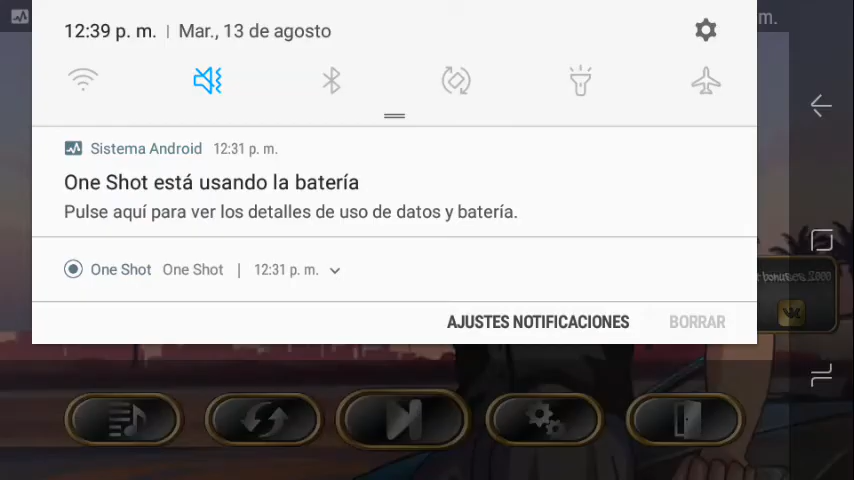 12:39 p. m. | Mar., 13 de agosto
m.
Sistema Android 12:31 p. m.
One Shot está usando la batería
Pulse aquí para ver los detalles de uso de datos y batería.
One Shot One Shot | 12:31 p. m.
AJUSTES NOTIFICACIONES BORRAR